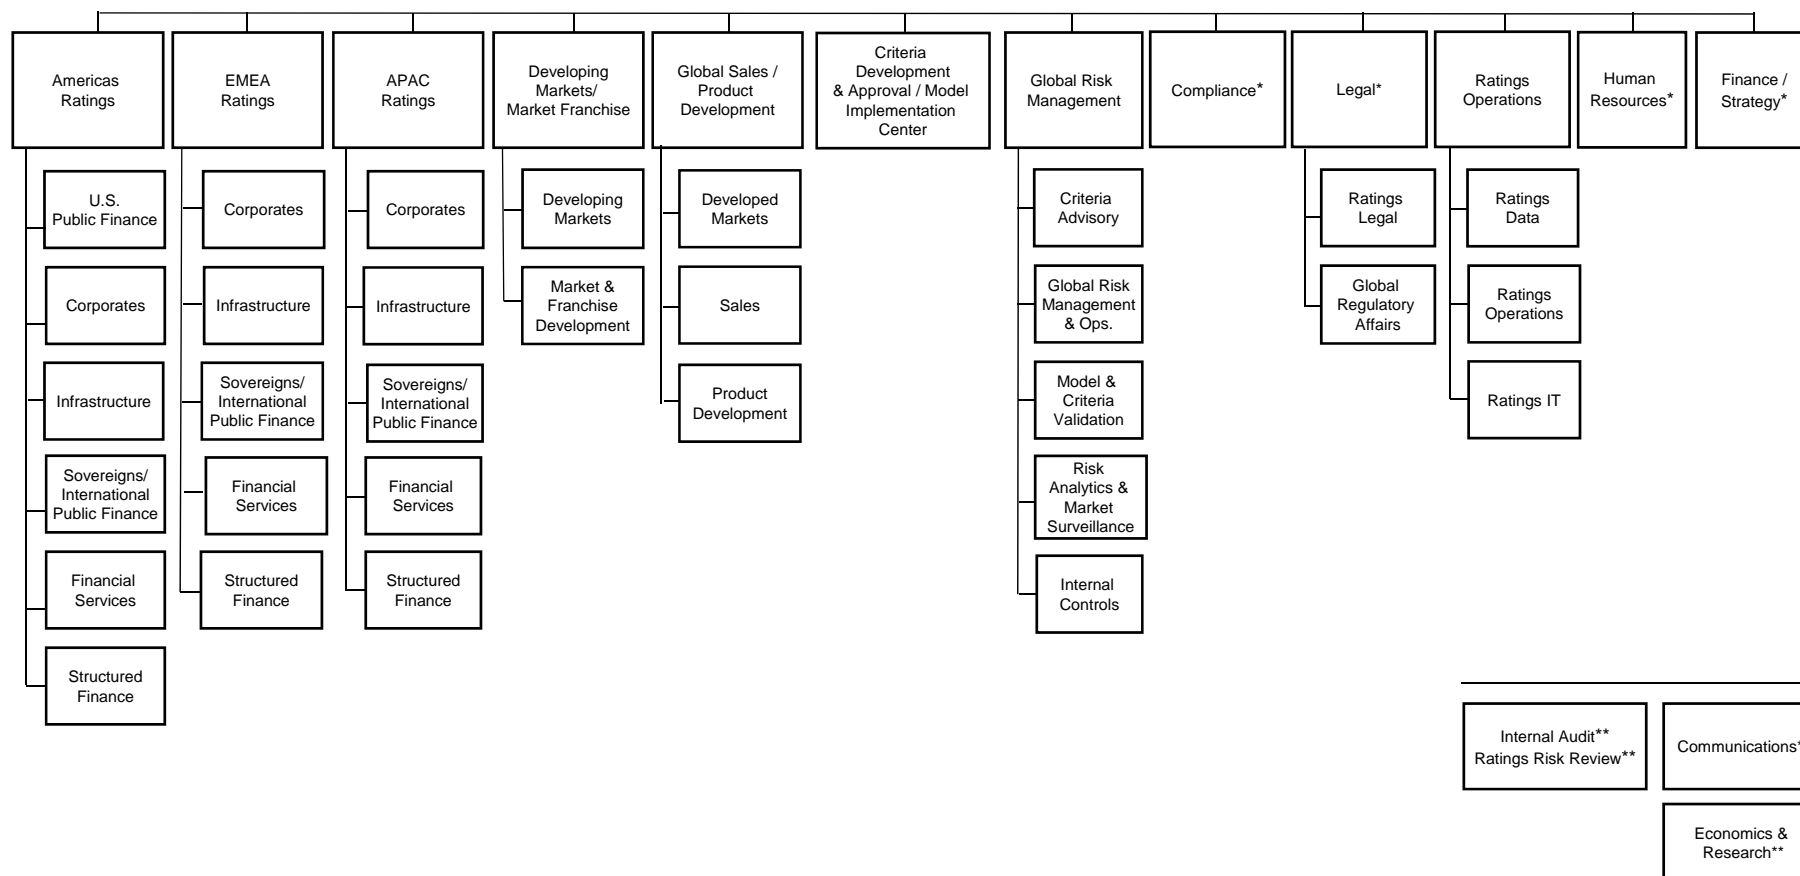 Americas
Ratings
EMEA
Ratings
APAC
Ratings
Developing
Markets/
Market Franchise
Global Sales /
Product
Development
Criteria
Development
& Approval / Model
Implementation
Center
Global Risk
Management
Compliance*
Legal*
Ratings
Operations
Human
Resources*
Finance /
Strategy*
U.S.
Public Finance
Corporates
Infrastructure
Sovereigns/
International
Public Finance
Financial
Services
Structured
Finance
Corporates
Infrastructure
Sovereigns/
International
Public Finance
Financial
Services
Structured
Finance
Corporates
Infrastructure
Sovereigns/
International
Public Finance
Financial
Services
Structured
Finance
Developing
Markets
Market &
Franchise
Development
Developed
Markets
Sales
Product
Development
Criteria
Advisory
Global Risk
Management
& Ops.
Model &
Criteria
Validation
Risk
Analytics &
Market
Surveillance
Internal
Controls
Ratings
Legal
Global
Regulatory
Affairs
Ratings
Data
Ratings
Operations
Ratings IT
Internal Audit**
Ratings Risk Review**
Communications*
Economics &
Research**